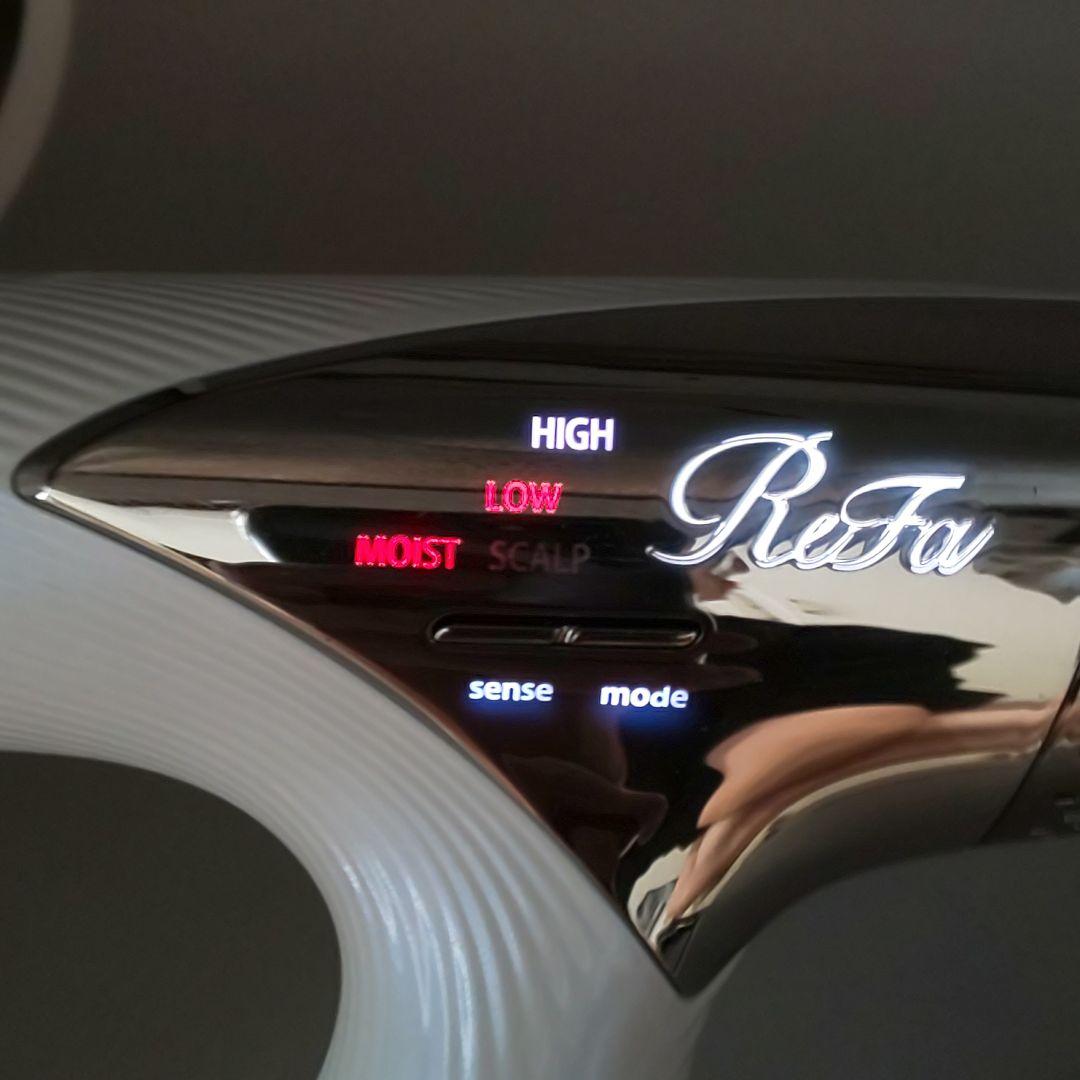 HIGH
LOW
MOIST SCALP
ReFa
sense mode